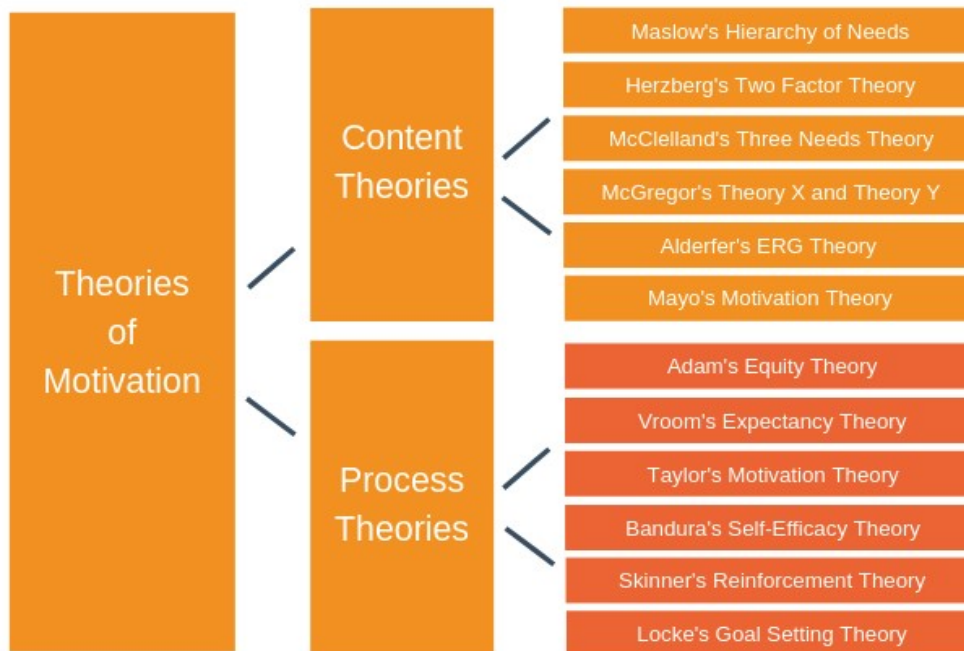 Theories
of
Motivation
Content
Theories
Maslow's Hierarchy of Needs
Herzberg's Two Factor Theory
McClelland's Three Needs Theory
McGregor's Theory X and Theory Y
Alderfer's ERG Theory
Mayo's Motivation Theory
Process
Theories
Adam's Equity Theory
Vroom's Expectancy Theory
Taylor's Motivation Theory
Bandura's Self-Efficacy Theory
Skinner's Reinforcement Theory
Locke's Goal Setting Theory